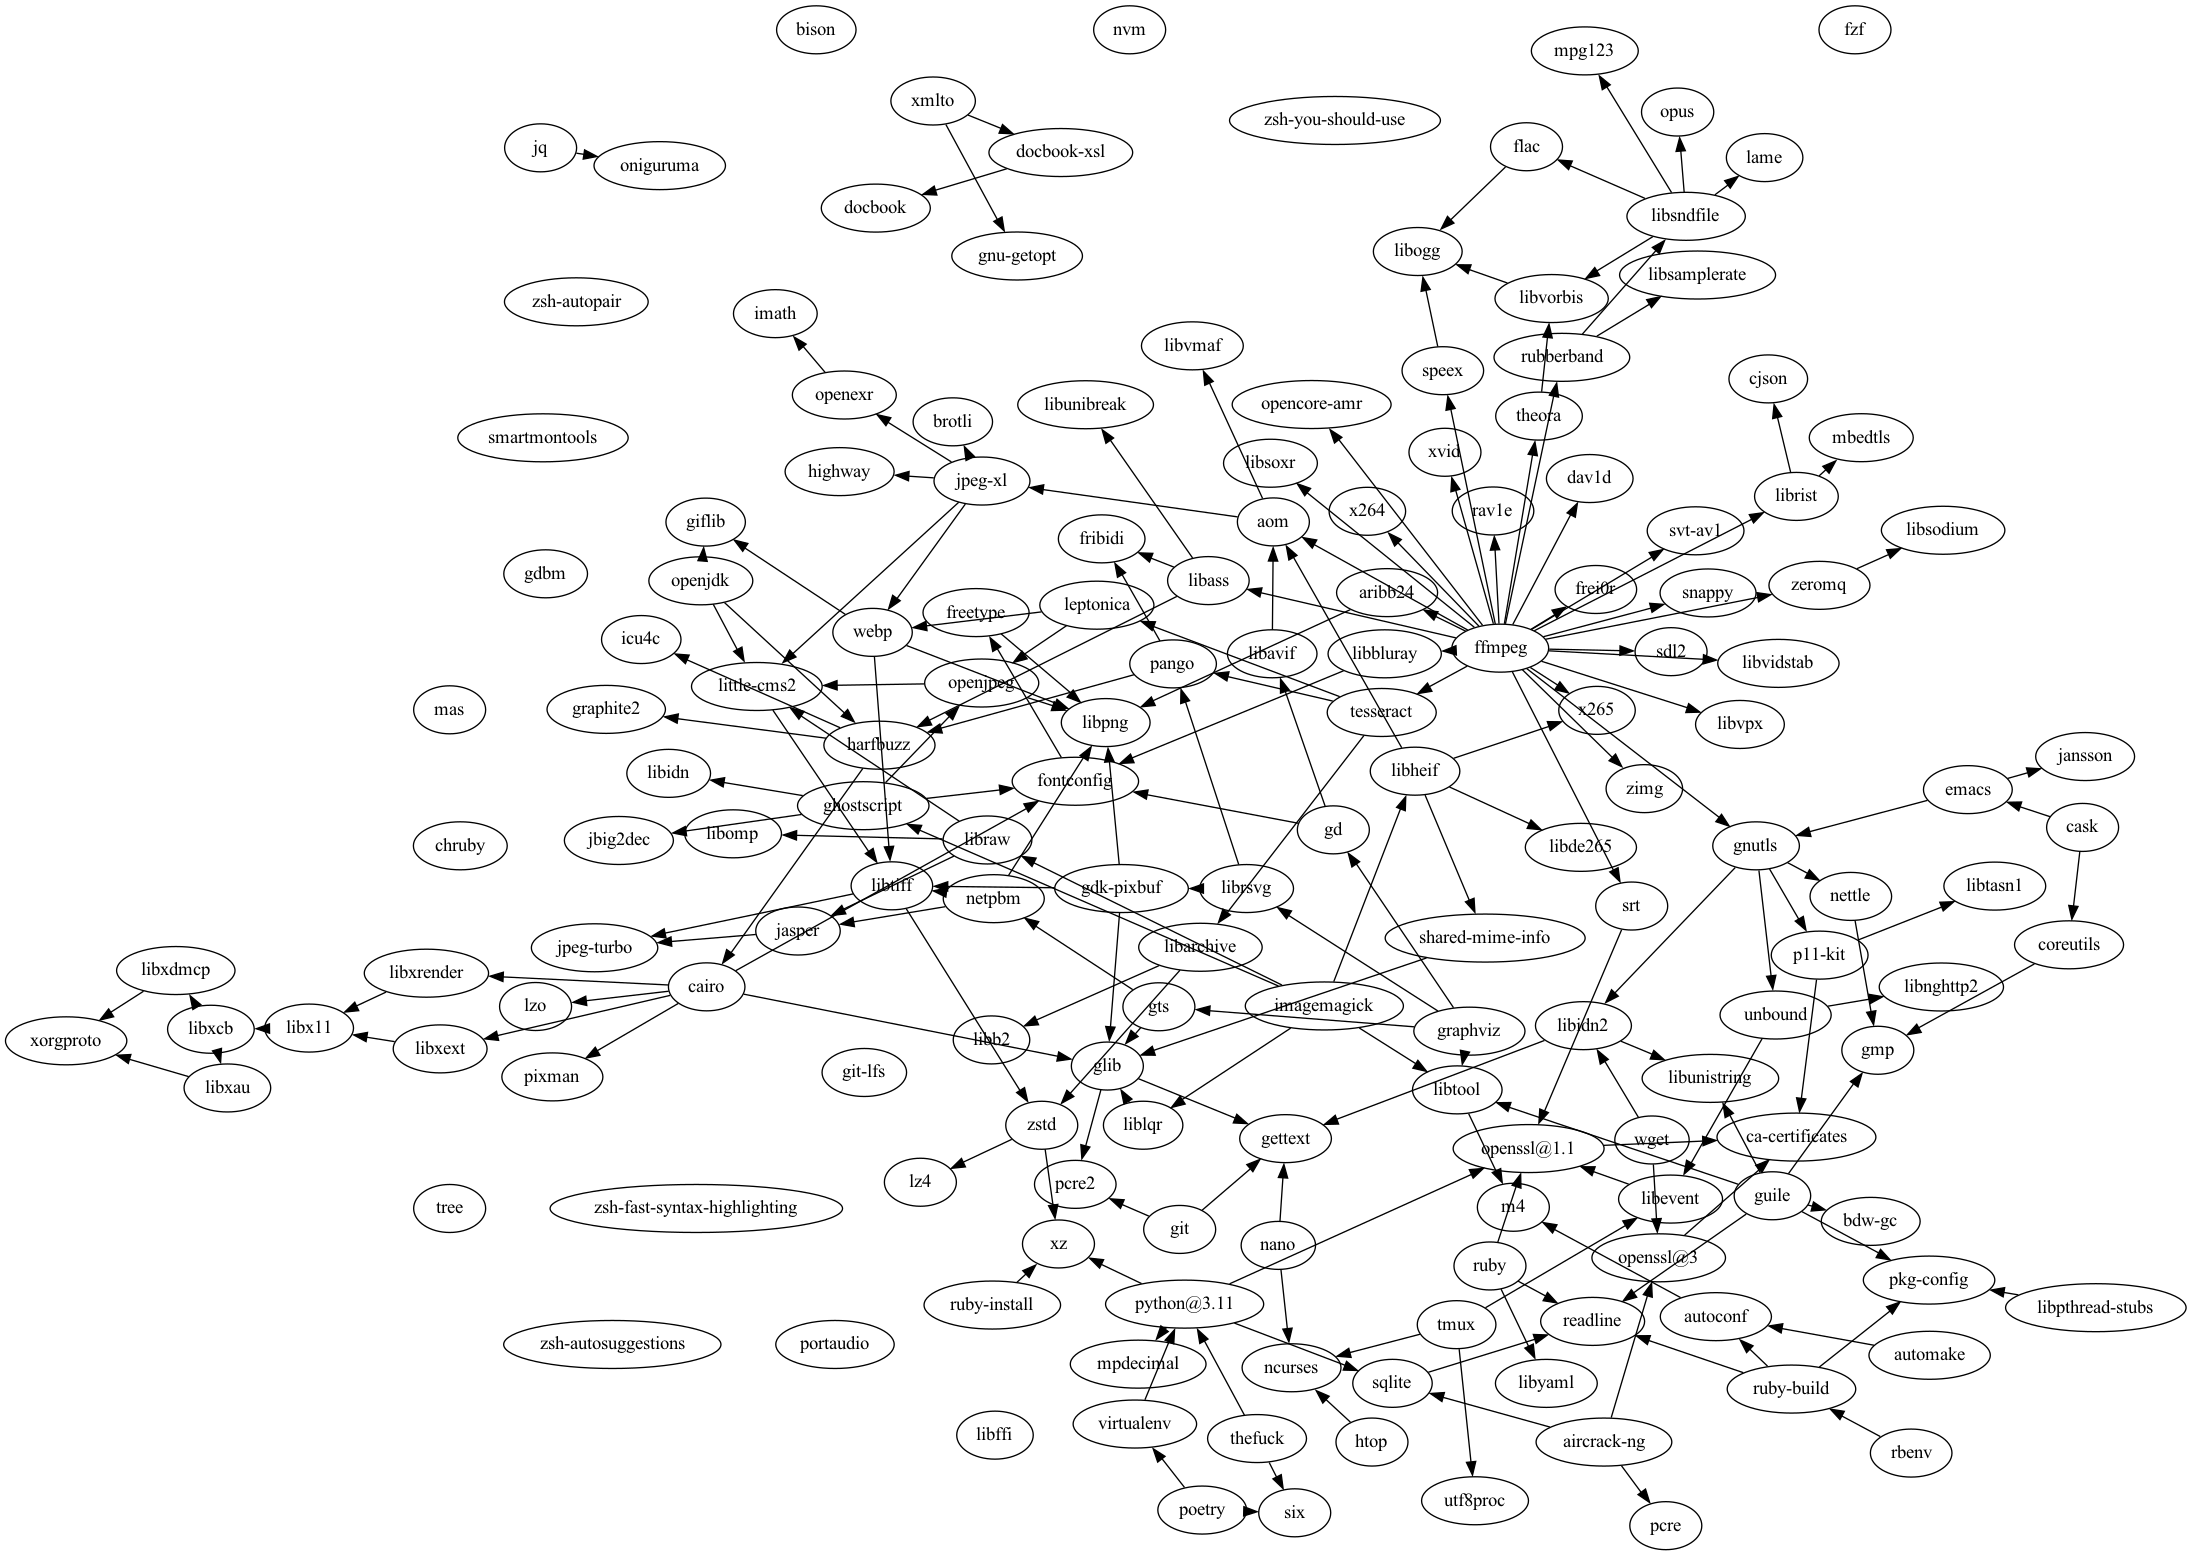 bison
nvm
fzf
mpg123
xmlto
opus
zsh-you-should-use
jq
oniguruma
docbook-xsl
flac
lame
docbook
libsndfile
gnu-getopt
libogg
libsamplerate
zsh-autopair
libvorbis
imath
libvmaf
rubberband
speex
cjson
openexr
libunibreak
opencore-amr
theora
brotli
smartmontools
mbedtls
xvid
highway
jpeg-xl
libsoxr
dav1d
librist
giflib
aom
x264
rav1e
svt-av1
libsodium
fribidi
gdbm
openjdk
libass
frei0r
zeromq
freetype
leptonica
aribb24
snappy
icu4c
webp
ffmpeg
pango
libavif
libbluray
sdl2
libvidstab
little-cms2
openjpeg
mas
graphite2
libpng
tesseract
x265
libvpx
harfbuzz
libidn
fontconfig
libheif
jansson
ghostscript
zimg
emacs
chruby
jbig2dec
libomp
libraw
gd
libde265
gnutls
cask
libtiff
netpbm
gdk-pixbuf
librsvg
srt
nettle
libtasn1
jpeg-turbo
jasper
libarchive
shared-mime-info
p11-kit
coreutils
libxdmcp
libxrender
cairo
lzo
gts
imagemagick
libnghttp2
xorgproto
libxcb
libx11
libb2
graphviz
libidn2
unbound
libxext
pixman
git-lfs
glib
libtool
libunistring
gmp
libxau
zstd
liblqr
gettext
openssl@1.1
wget
ca-certificates
lz4
pcre2
libevent
guile
tree
zsh-fast-syntax-highlighting
m4
bdw-gc
xz
git
nano
ruby
openssl@3
pkg-config
ruby-install
python@3.11
tmux
readline
autoconf
libpthread-stubs
zsh-autosuggestions
portaudio
mpdecimal
ncurses
sqlite
libyaml
ruby-build
automake
libffi
virtualenv
thefuck
htop
aircrack-ng
rbenv
poetry
six
utf8proc
pcre